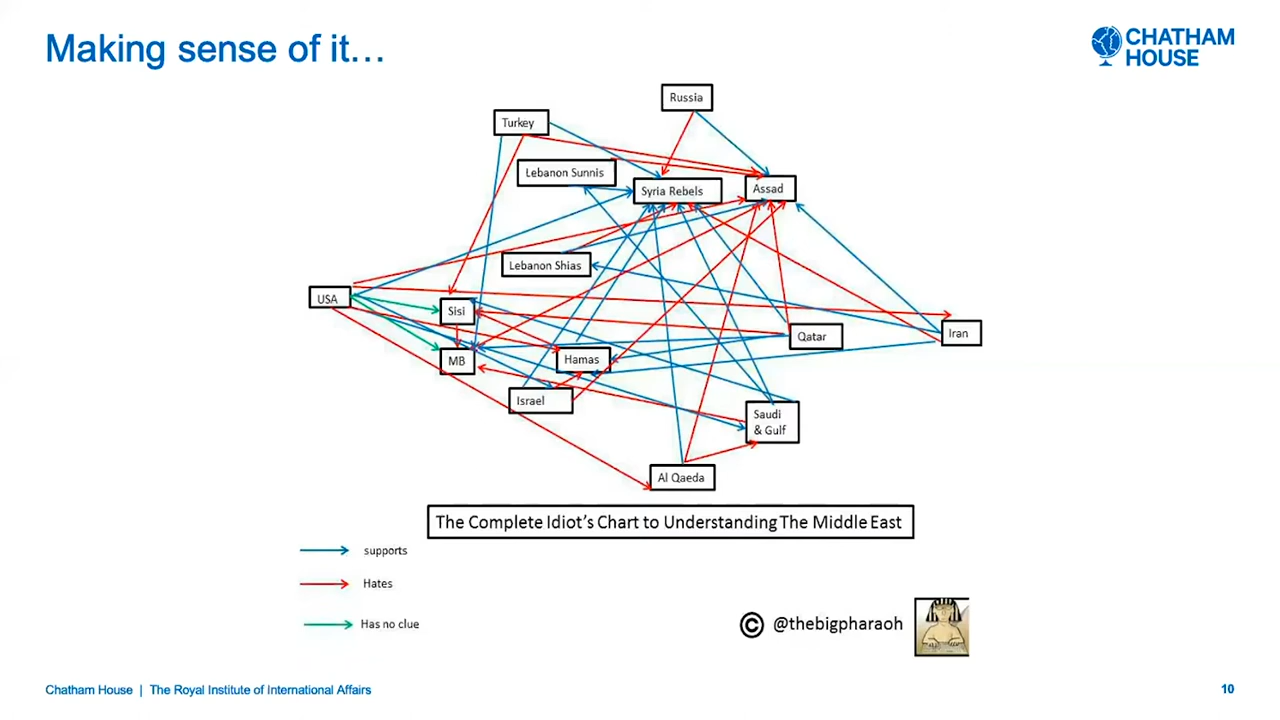 Making sense of it...
CHATHAM
HOUSE
Russia
Turkey
Lebanon Sunnis
Syria Rebels
Assad
Lebanon Shias
USA
Sisi
Qatar
Iran
MB
Hamas
Israel
Saudi
& Gulf
Al Qaeda
The Complete Idiot's Chart to Understanding The Middle East
supports
Hates
Has no clue
© @thebigpharaoh
Chatham House | The Royal Institute of International Affairs
10